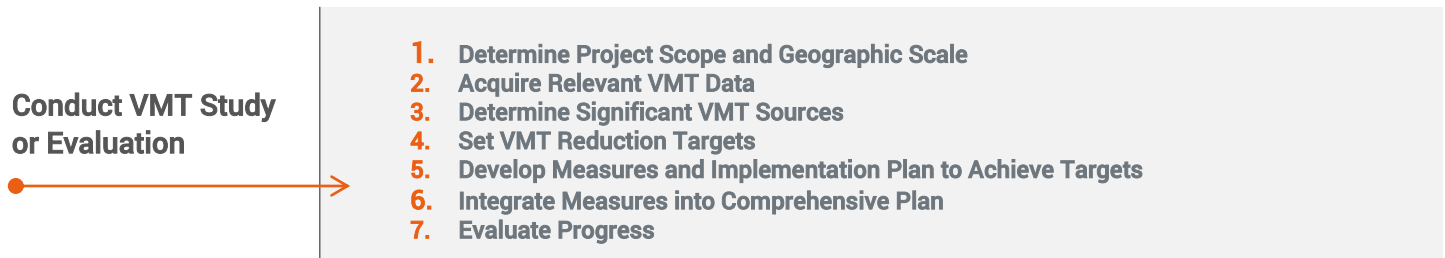 Conduct VMT Study
or Evaluation
1. Determine Project Scope and Geographic Scale
2. Acquire Relevant VMT Data
3. Determine Significant VMT Sources
4. Set VMT Reduction Targets
5. Develop Measures and Implementation Plan to Achieve Targets
6. Integrate Measures into Comprehensive Plan
7. Evaluate Progress